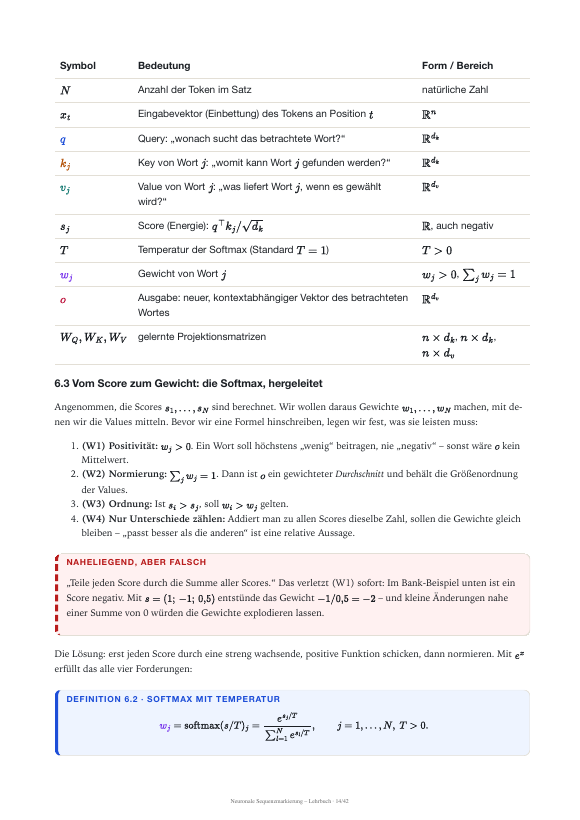 Symbol Bedeutung Form / Bereich
N Anzahl der Token im Satz natürliche Zahl
x_t Eingabevektor (Einbettung) des Tokens an Position t ℝ^n
q Query: „wonach sucht das betrachtete Wort?“ ℝ^{d_k}
k_j Key von Wort j: „womit kann Wort j gefunden werden?“ ℝ^{d_k}
v_j Value von Wort j: „was liefert Wort j, wenn es gewählt ℝ^{d_v}
wird?“
s_j Score (Energie): q^⊤k_j/√d_k ℝ, auch negativ
T Temperatur der Softmax (Standard T = 1) T > 0
w_j Gewicht von Wort j w_j > 0, ∑_j w_j = 1
o Ausgabe: neuer, kontextabhängiger Vektor des betrachteten ℝ^{d_v}
Wortes
W_Q, W_K, W_V gelernte Projektionsmatrizen n × d_k, n × d_k,
n × d_v
6.3 Vom Score zum Gewicht: die Softmax, hergeleitet
Angenommen, die Scores s_1, . . . , s_N sind berechnet. Wir wollen daraus Gewichte w_1, . . . , w_N machen, mit de-
nen wir die Values mitteln. Bevor wir eine Formel hinschreiben, legen wir fest, was sie leisten muss:
1. (W1) Positivität: w_j > 0. Ein Wort soll höchstens „wenig“ beitragen, nie „negativ“ – sonst wäre o kein
Mittelwert.
2. (W2) Normierung: ∑_j w_j = 1. Dann ist o ein gewichteter Durchschnitt und behält die Größenordnung
der Values.
3. (W3) Ordnung: Ist s_i > s_j, soll w_i > w_j gelten.
4. (W4) Nur Unterschiede zählen: Addiert man zu allen Scores dieselbe Zahl, sollen die Gewichte gleich
bleiben – „passt besser als die anderen“ ist eine relative Aussage.
NAHELIEGEND, ABER FALSCH
„Teile jeden Score durch die Summe aller Scores.“ Das verletzt (W1) sofort: Im Bank-Beispiel unten ist ein
Score negativ. Mit s = (1; −1; 0,5) entstünde das Gewicht −1/0,5 = −2 – und kleine Änderungen nahe
einer Summe von 0 würden die Gewichte explodieren lassen.
Die Lösung: erst jeden Score durch eine streng wachsende, positive Funktion schicken, dann normieren. Mit e^x
erfüllt das alle vier Forderungen:
DEFINITION 6.2 · SOFTMAX MIT TEMPERATUR
w_j = softmax(s/T)_j = e^{s_j/T} / ∑_{l=1}^{N} e^{s_l/T}, j = 1, . . . , N, T > 0.
Neuronale Sequenzmarkierung – Lehrbuch · 14/42